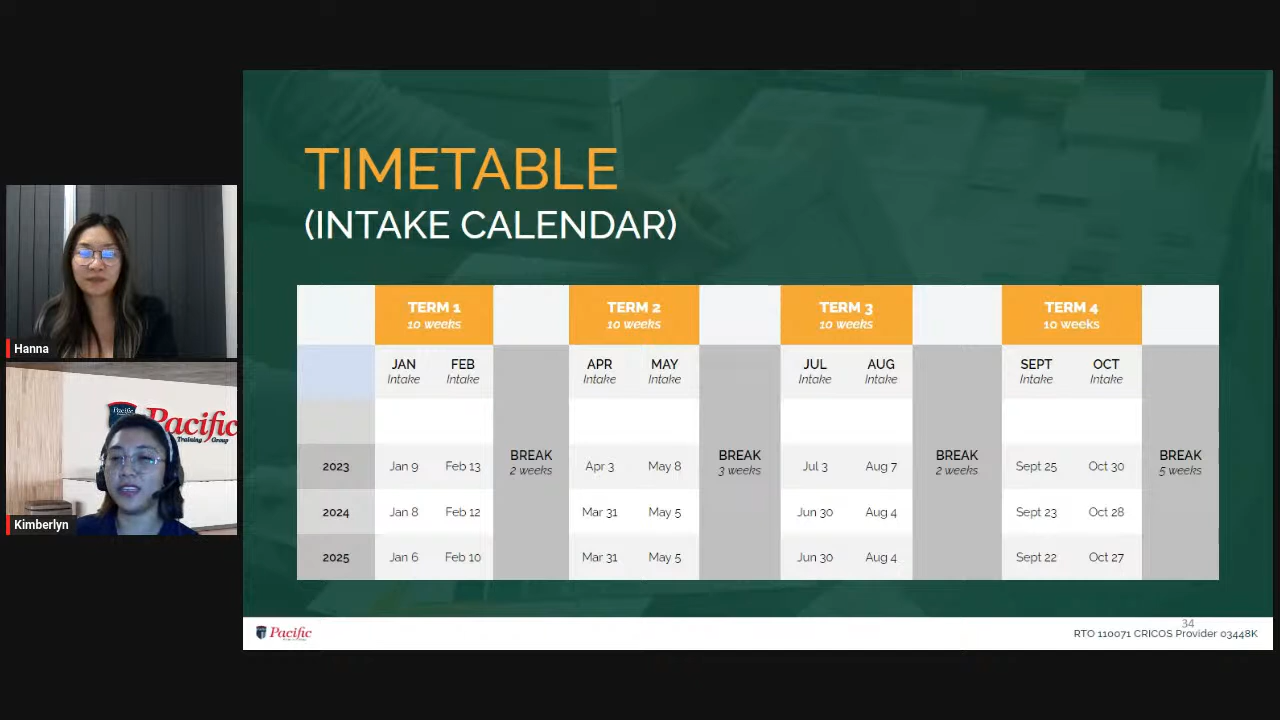 TIMETABLE
(INTAKE CALENDAR)
TERM 1 TERM 2 TERM 3 TERM 4
10 weeks 10 weeks 10 weeks 10 weeks
JAN FEB APR MAY JUL AUG SEPT OCT
Intake Intake Intake Intake Intake Intake Intake Intake
BREAK BREAK BREAK BREAK
2023 Jan 9 Feb 13 2 weeks Apr 3 May 8 3 weeks Jul 3 Aug 7 2 weeks Sept 25 Oct 30 5 weeks
2024 Jan 8 Feb 12 Mar 31 May 5 Jun 30 Aug 4 Sept 23 Oct 28
2025 Jan 6 Feb 10 Mar 31 May 5 Jun 30 Aug 4 Sept 22 Oct 27
Hanna
Pacific
Pacific
Training Group
Kimberlyn
Pacific
34
RTO 110071 CRICOS Provider 03448K